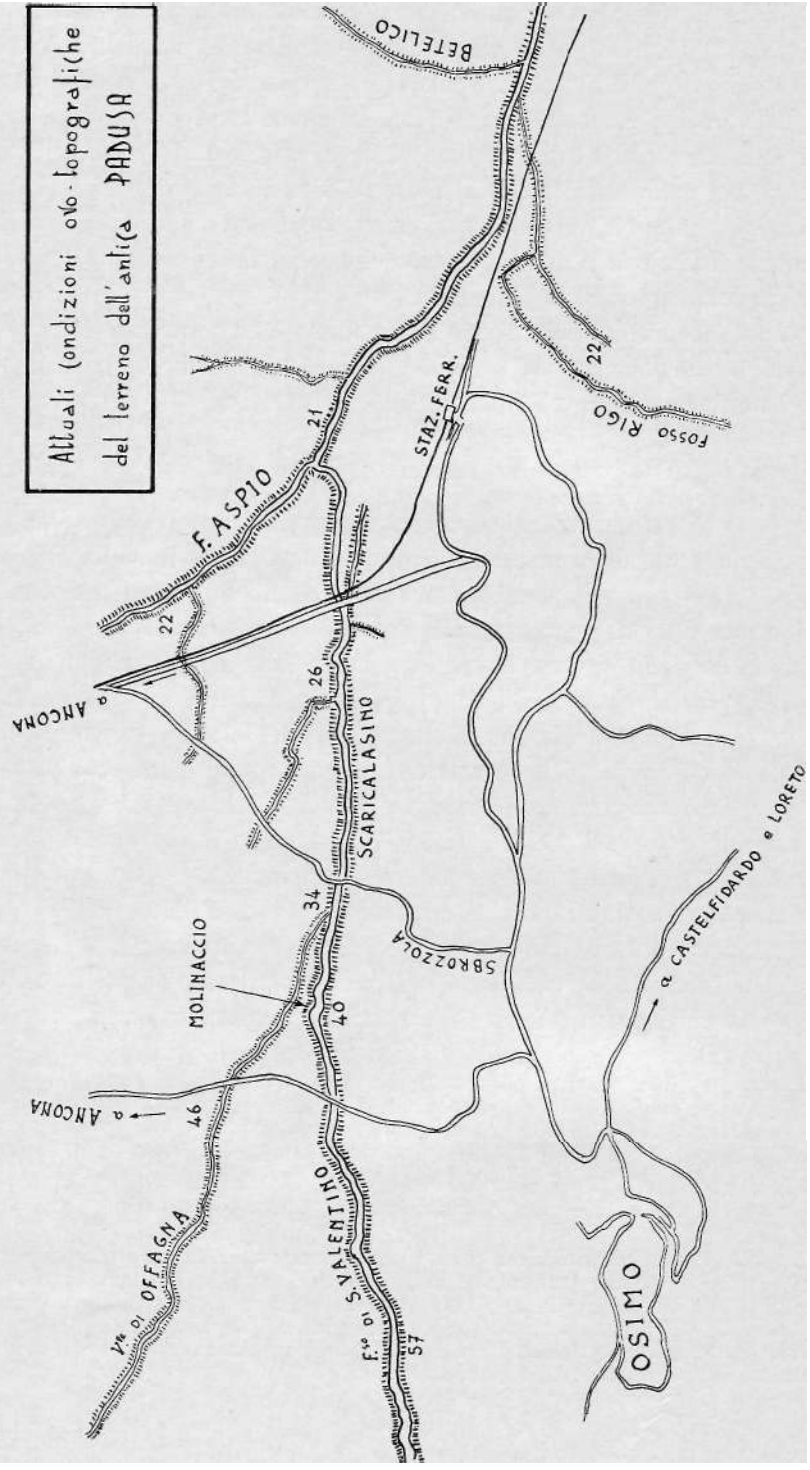 Attuali condizioni oro-topografiche
del terreno dell'antica PADUSA
BETELICO
F. ASPIO
21
22
a ANCONA
26
STAZ. FERR.
22
FOSSO RIGO
SCARICALASINO
34
MOLINACCIO
40
SBROZZOLA
a CASTELFIDARDO e LORETO
a ANCONA
46
Vne DI OFFAGNA
F.so DI S. VALENTINO
57
OSIMO